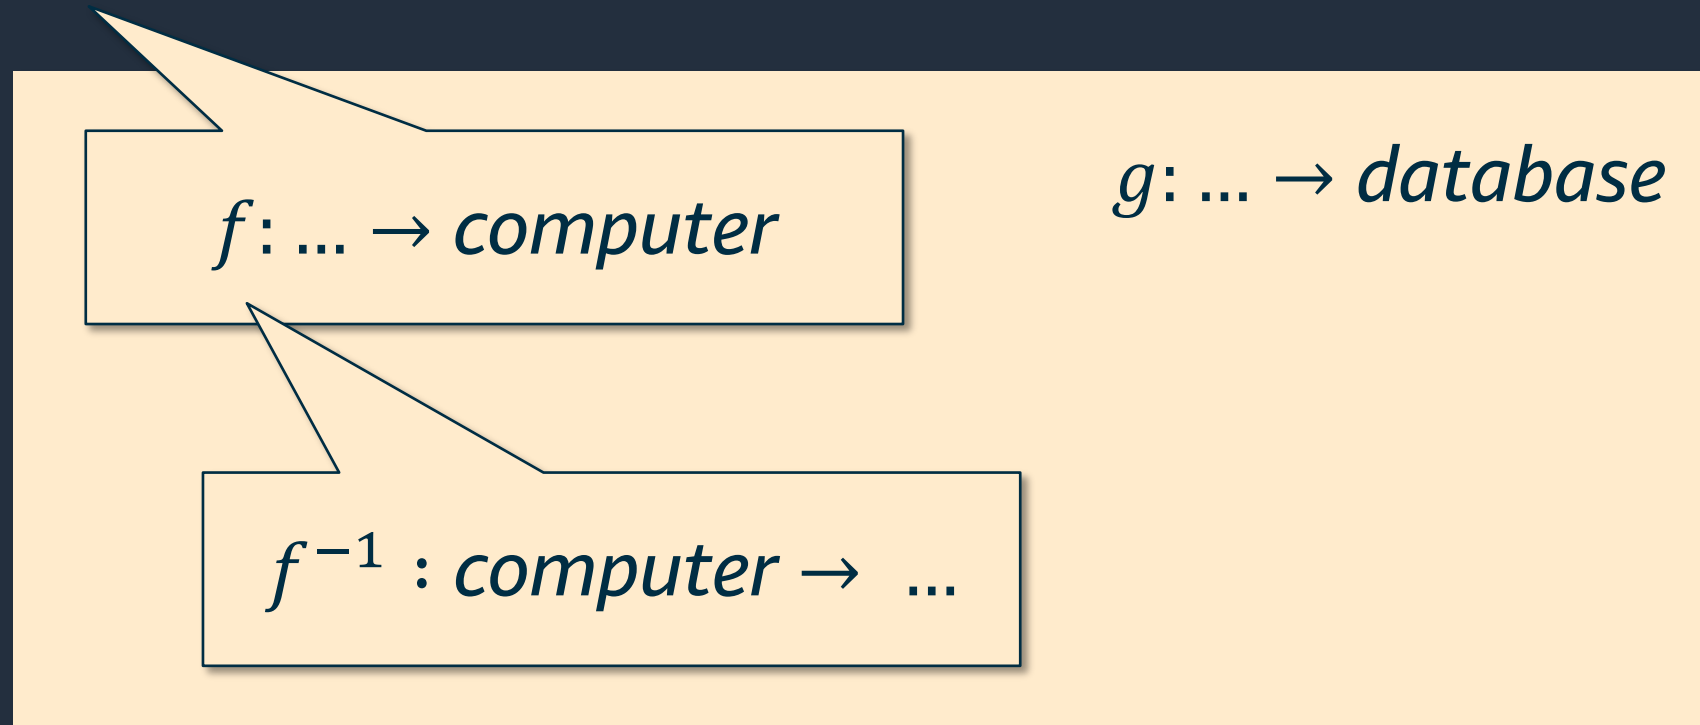 f: ... → computer
g: ... → database
f⁻¹ : computer → ...